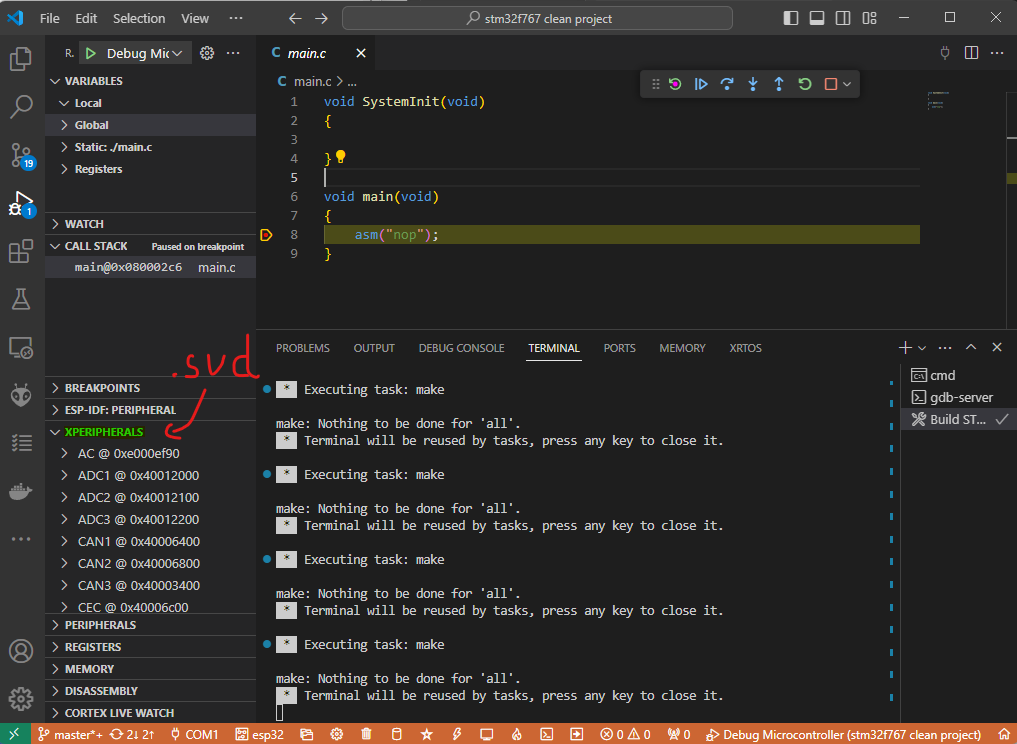 File Edit Selection View ··· stm32f767 clean project
R. Debug Mic ···
VARIABLES
Local
Global
Static: ./main.c
Registers
WATCH
CALL STACK Paused on breakpoint
main@0x080002c6 main.c
.svd
BREAKPOINTS
ESP-IDF: PERIPHERAL
XPERIPHERALS
AC @ 0xe000ef90
ADC1 @ 0x40012000
ADC2 @ 0x40012100
ADC3 @ 0x40012200
CAN1 @ 0x40006400
CAN2 @ 0x40006800
CAN3 @ 0x40003400
CEC @ 0x40006c00
PERIPHERALS
REGISTERS
MEMORY
DISASSEMBLY
CORTEX LIVE WATCH
19
1
C main.c
C main.c > ...
1 void SystemInit(void)
2 {
3
4 }
5
6 void main(void)
7 {
8 asm("nop");
9 }
PROBLEMS OUTPUT DEBUG CONSOLE TERMINAL PORTS MEMORY XRTOS
* Executing task: make
make: Nothing to be done for 'all'.
* Terminal will be reused by tasks, press any key to close it.
* Executing task: make
make: Nothing to be done for 'all'.
* Terminal will be reused by tasks, press any key to close it.
* Executing task: make
make: Nothing to be done for 'all'.
* Terminal will be reused by tasks, press any key to close it.
* Executing task: make
make: Nothing to be done for 'all'.
* Terminal will be reused by tasks, press any key to close it.
cmd
gdb-server
Build ST...
master*+ 2↓ 2↑ COM1 esp32 0 0 0 Debug Microcontroller (stm32f767 clean project)